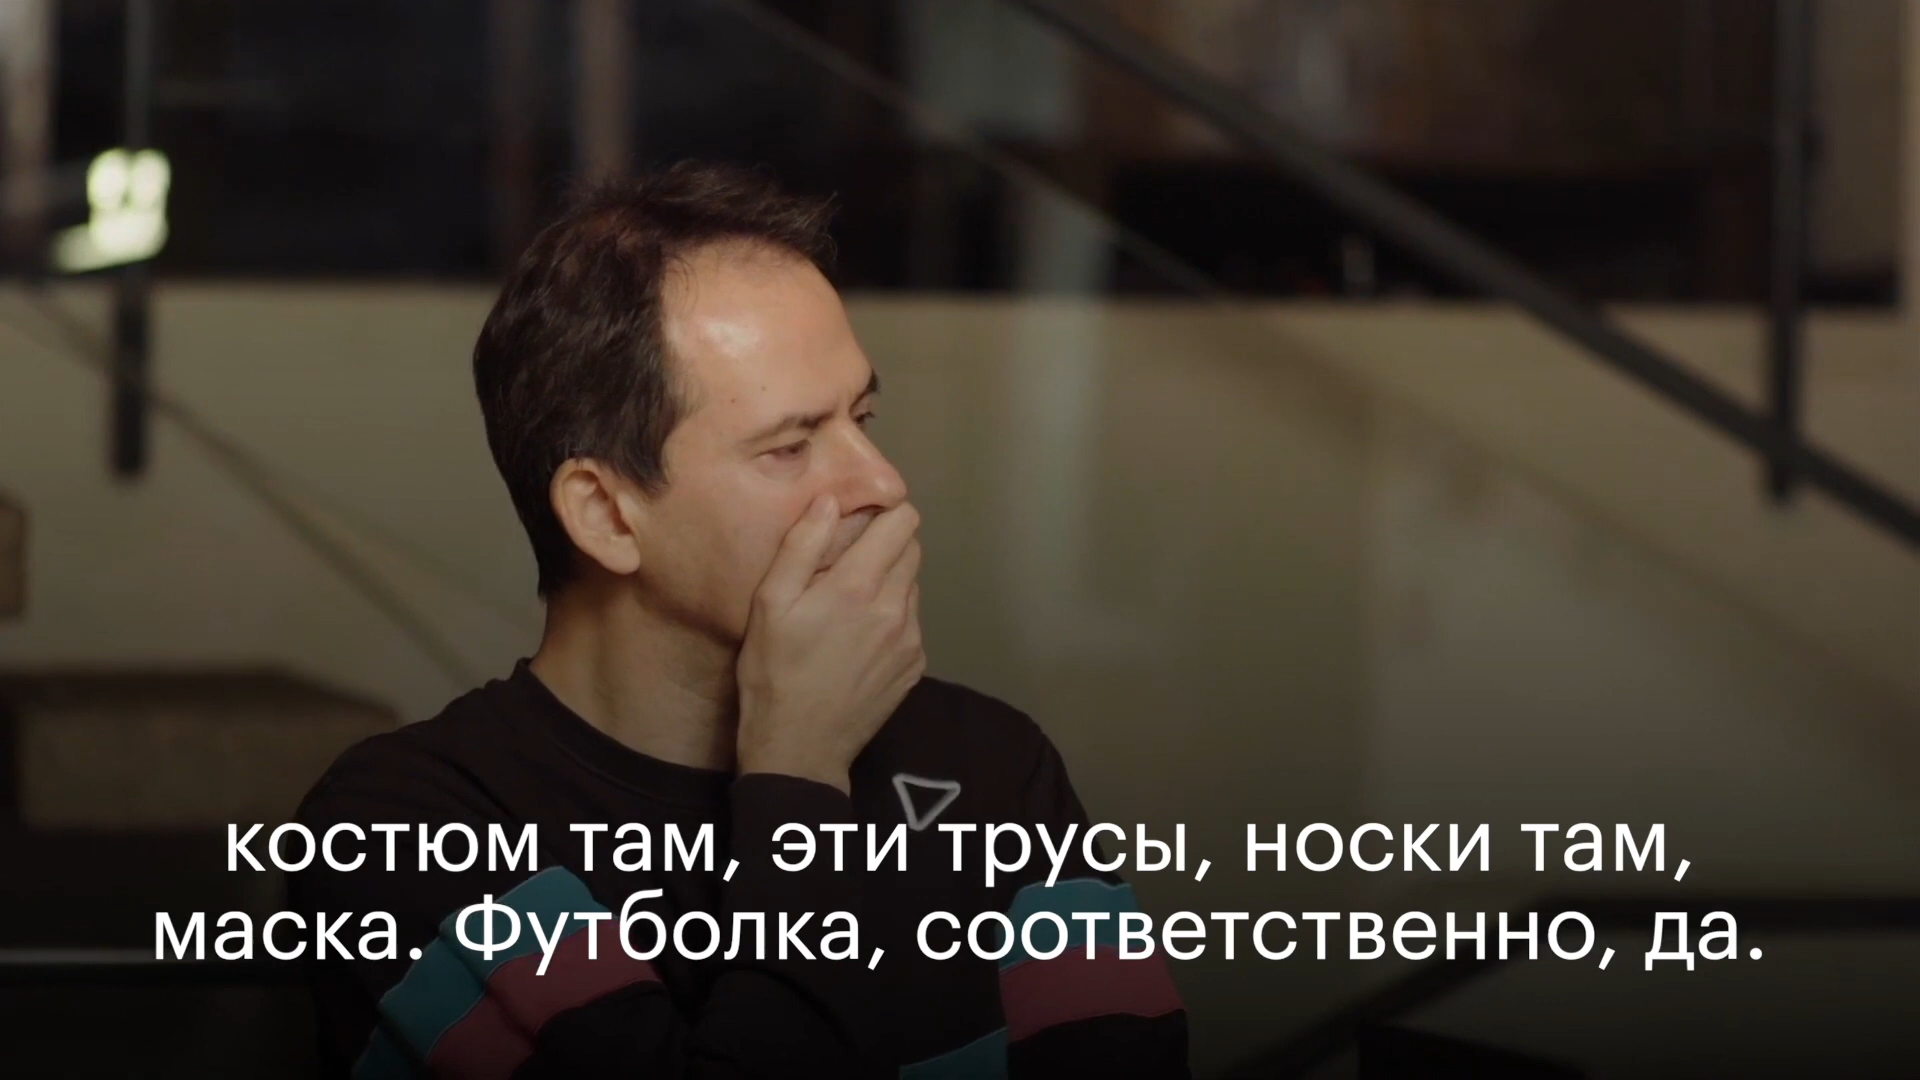 костюм там, эти трусы, носки там,
маска. Футболка, соответственно, да.